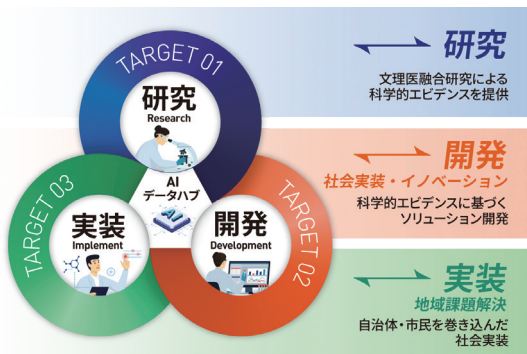 TARGET 01
研究
Research
AI
データハブ
TARGET 03
実装
Implement
開発
Development
TARGET 02
研究
文理医融合研究による
科学的エビデンスを提供
開発
社会実装・イノベーション
科学的エビデンスに基づく
ソリューション開発
実装
地域課題解決
自治体・市民を巻き込んだ
社会実装